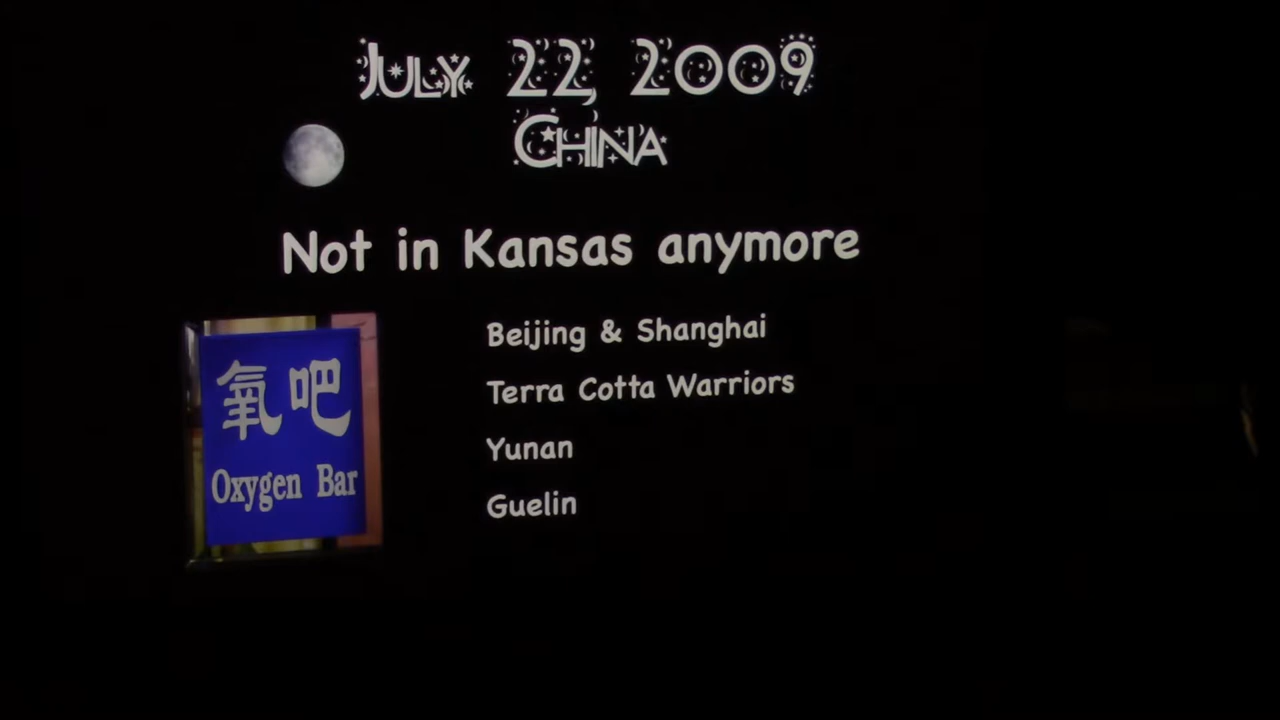 July 22, 2009
China
Not in Kansas anymore
Beijing & Shanghai
Terra Cotta Warriors
Yunan
Guelin
氧吧
Oxygen Bar